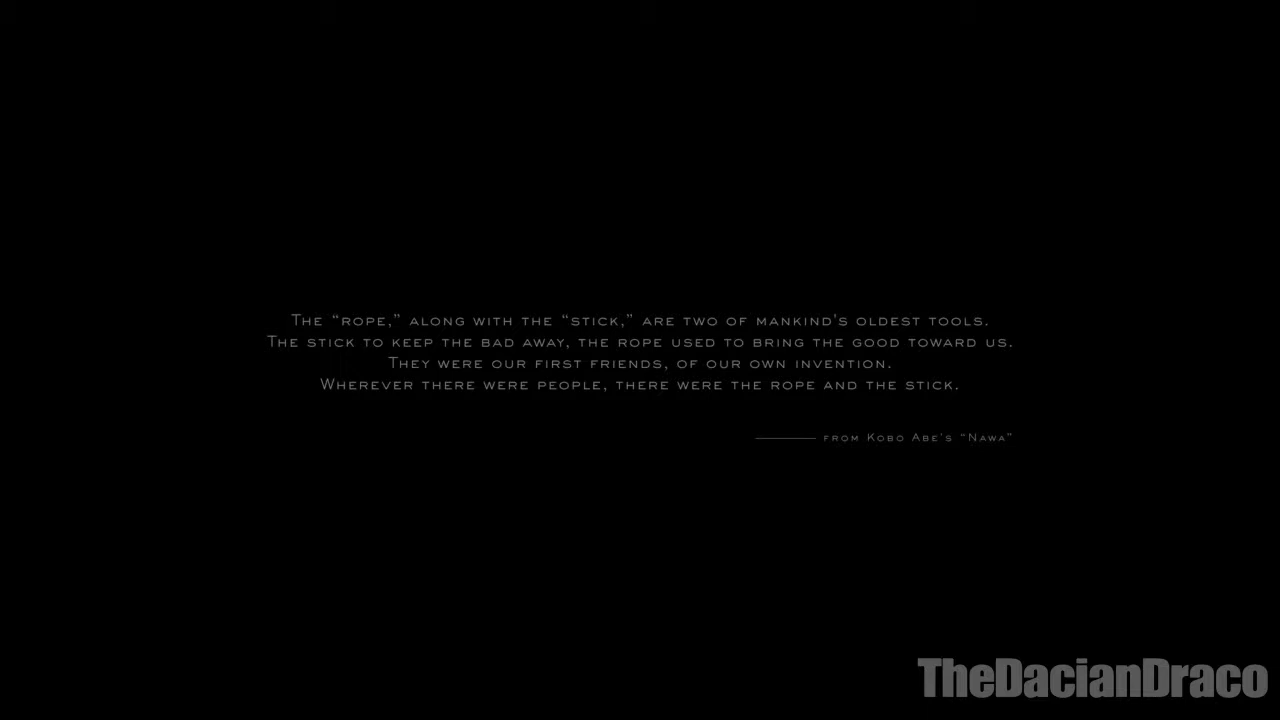 The “rope,” along with the “stick,” are two of mankind's oldest tools.
The stick to keep the bad away, the rope used to bring the good toward us.
They were our first friends, of our own invention.
Wherever there were people, there were the rope and the stick.
from Kobo Abe's “Nawa”
TheDacianDraco